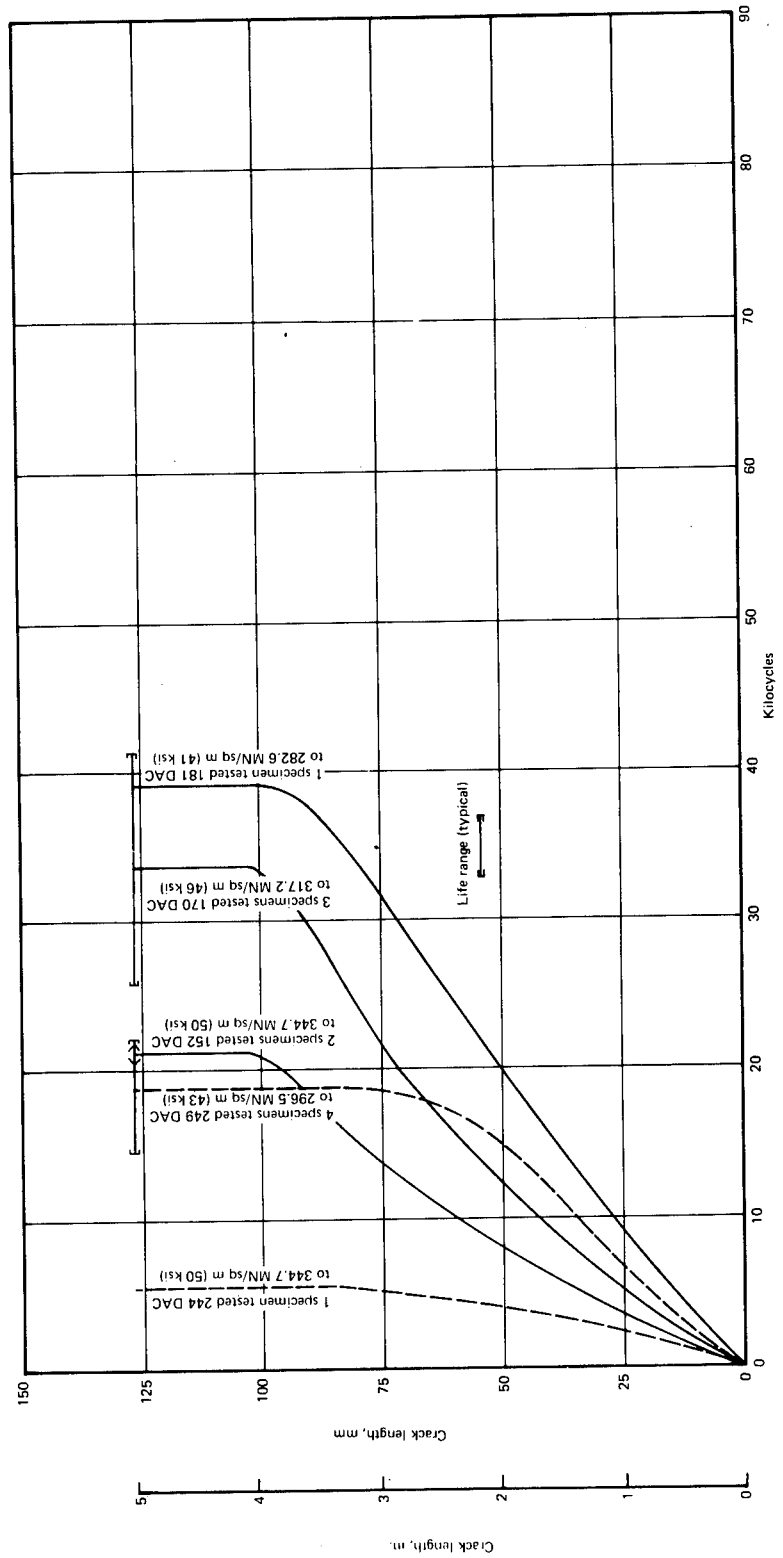 Crack length, in.
5
4
3
2
1
0
Crack length, mm
150
125
100
75
50
25
0
1 specimen tested 244 DAC
to 344.7 MN/sq m (50 ksi)
4 specimens tested 249 DAC
to 296.5 MN/sq m (43 ksi)
2 specimens tested 152 DAC
to 344.7 MN/sq m (50 ksi)
3 specimens tested 170 DAC
to 317.2 MN/sq m (46 ksi)
1 specimen tested 181 DAC
to 282.6 MN/sq m (41 ksi)
Life range (typical)
0
10
20
30
40
50
60
70
80
90
Kilocycles